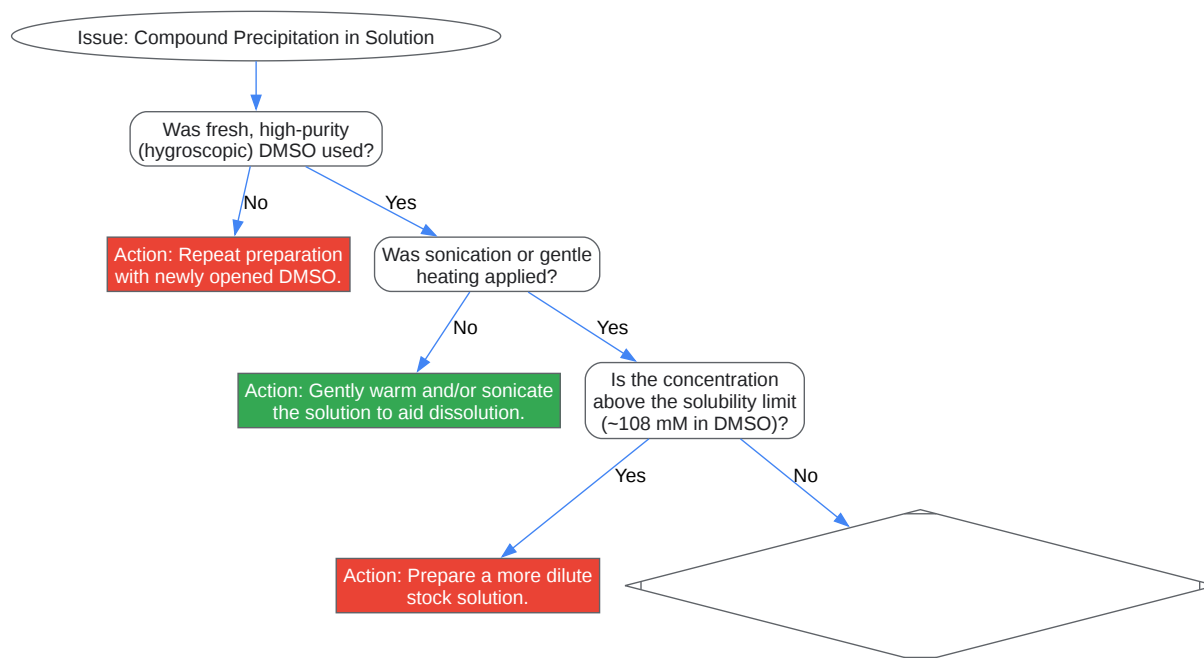 Issue: Compound Precipitation in Solution
Was fresh, high-purity
(hygroscopic) DMSO used?
No
Yes
Action: Repeat preparation
with newly opened DMSO.
Was sonication or gentle
heating applied?
No
Yes
Action: Gently warm and/or sonicate
the solution to aid dissolution.
Is the concentration
above the solubility limit
(~108 mM in DMSO)?
Yes
No
Action: Prepare a more dilute
stock solution.